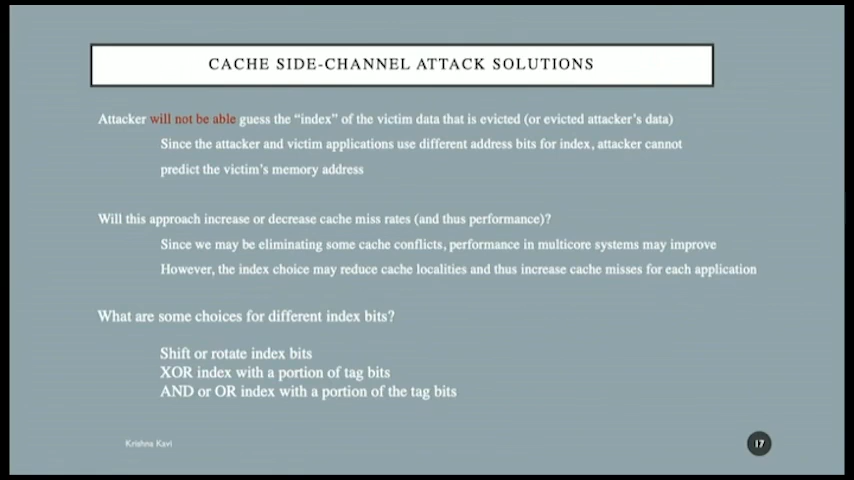 CACHE SIDE-CHANNEL ATTACK SOLUTIONS
Attacker will not be able guess the “index” of the victim data that is evicted (or evicted attacker’s data)
Since the attacker and victim applications use different address bits for index, attacker cannot
predict the victim’s memory address
Will this approach increase or decrease cache miss rates (and thus performance)?
Since we may be eliminating some cache conflicts, performance in multicore systems may improve
However, the index choice may reduce cache localities and thus increase cache misses for each application
What are some choices for different index bits?
Shift or rotate index bits
XOR index with a portion of tag bits
AND or OR index with a portion of the tag bits
Krishna Kavi
17